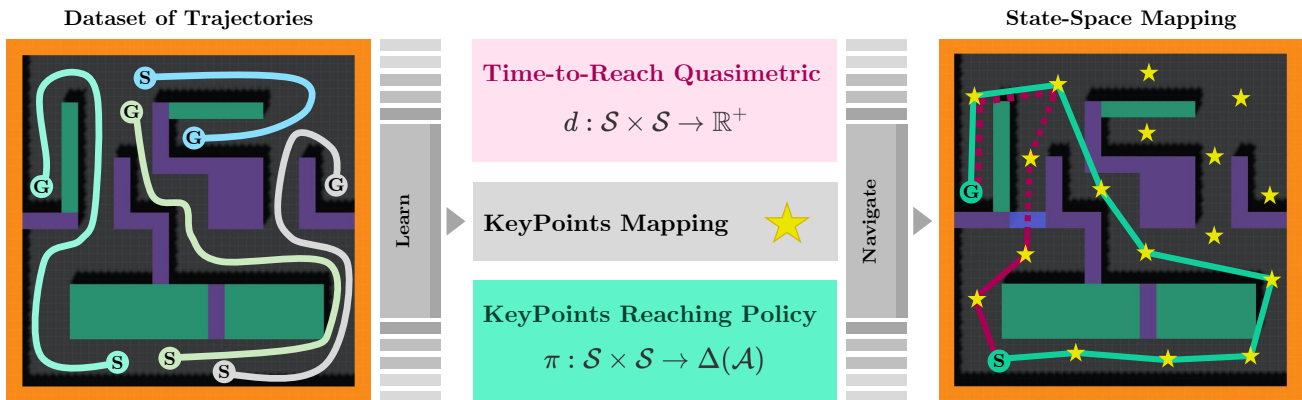 Dataset of Trajectories
State-Space Mapping
S
G
G
G
G
S
S
S
Learn
Time-to-Reach Quasimetric
d : 𝒮 × 𝒮 → ℝ⁺
KeyPoints Mapping
KeyPoints Reaching Policy
π : 𝒮 × 𝒮 → Δ(𝒜)
Navigate
G
S